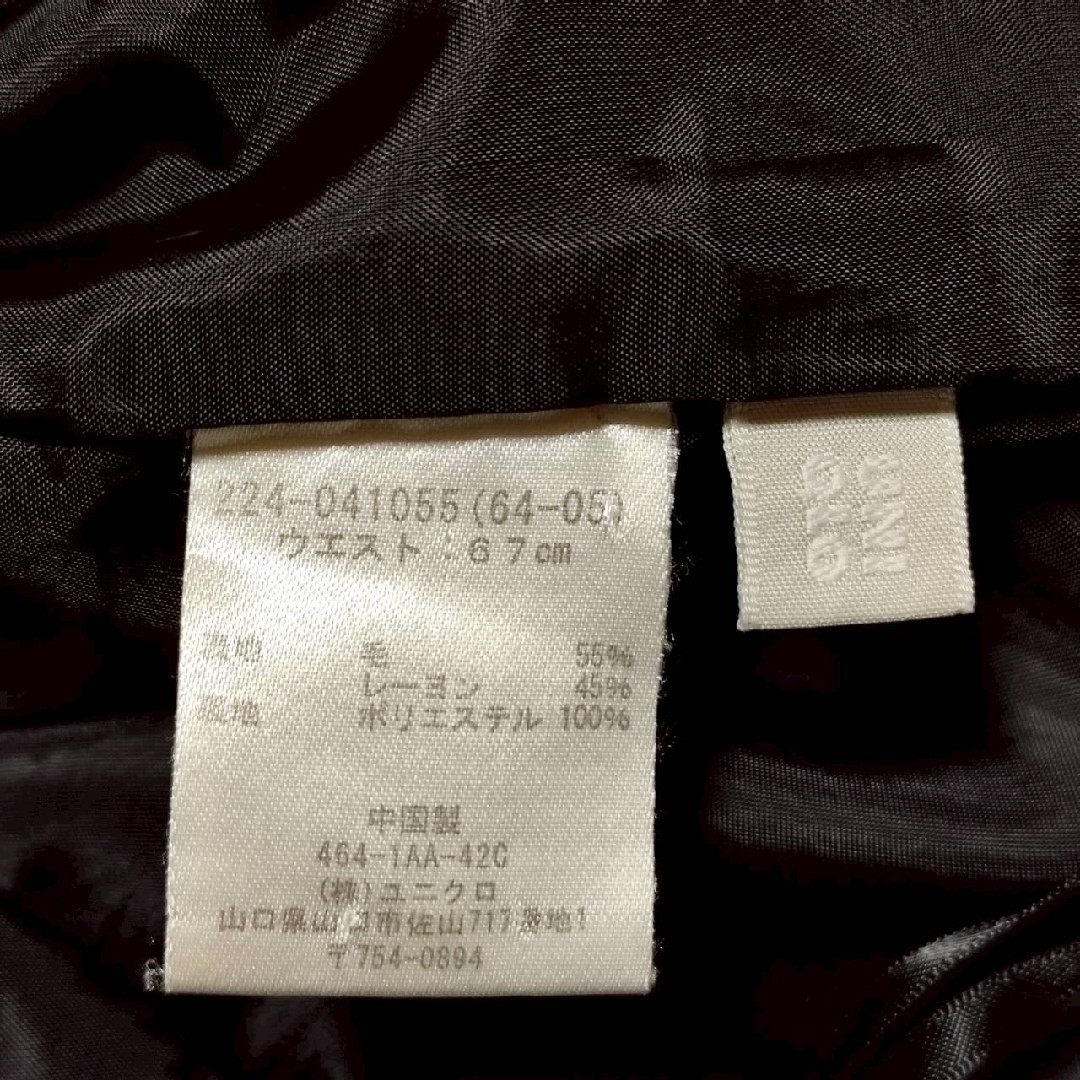 224-041055(64-05)
ウエスト:67cm
表地 毛 55%
レーヨン 45%
裏地 ポリエステル 100%
中国製
464-1AA-42C
(株)ユニクロ
山口県山口市佐山717番地1
〒754-0894
UNI
QLO